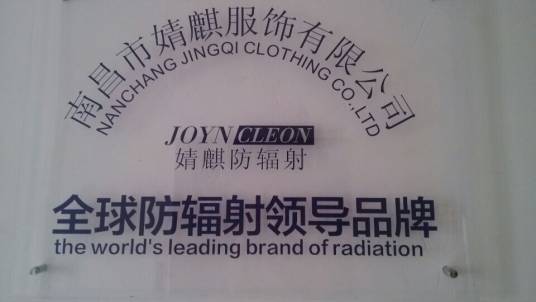 南昌市婧麒服饰有限公司
NANCHANG JINGQI CLOTHING CO.,LTD
JOYN CLEON
婧麒防辐射
全球防辐射领导品牌
the world's leading brand of radiation